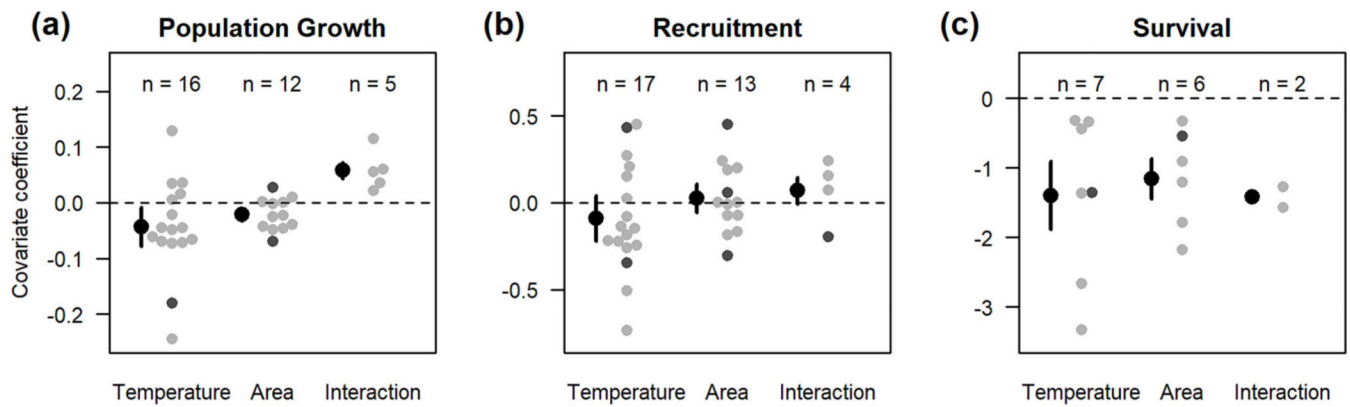 (a) Population Growth
(b) Recruitment
(c) Survival
Covariate coefficient
0.2
0.1
0.0
-0.1
-0.2
n = 16 n = 12 n = 5
Temperature Area Interaction
0.5
0.0
-0.5
n = 17 n = 13 n = 4
Temperature Area Interaction
0
-1
-2
-3
n = 7 n = 6 n = 2
Temperature Area Interaction